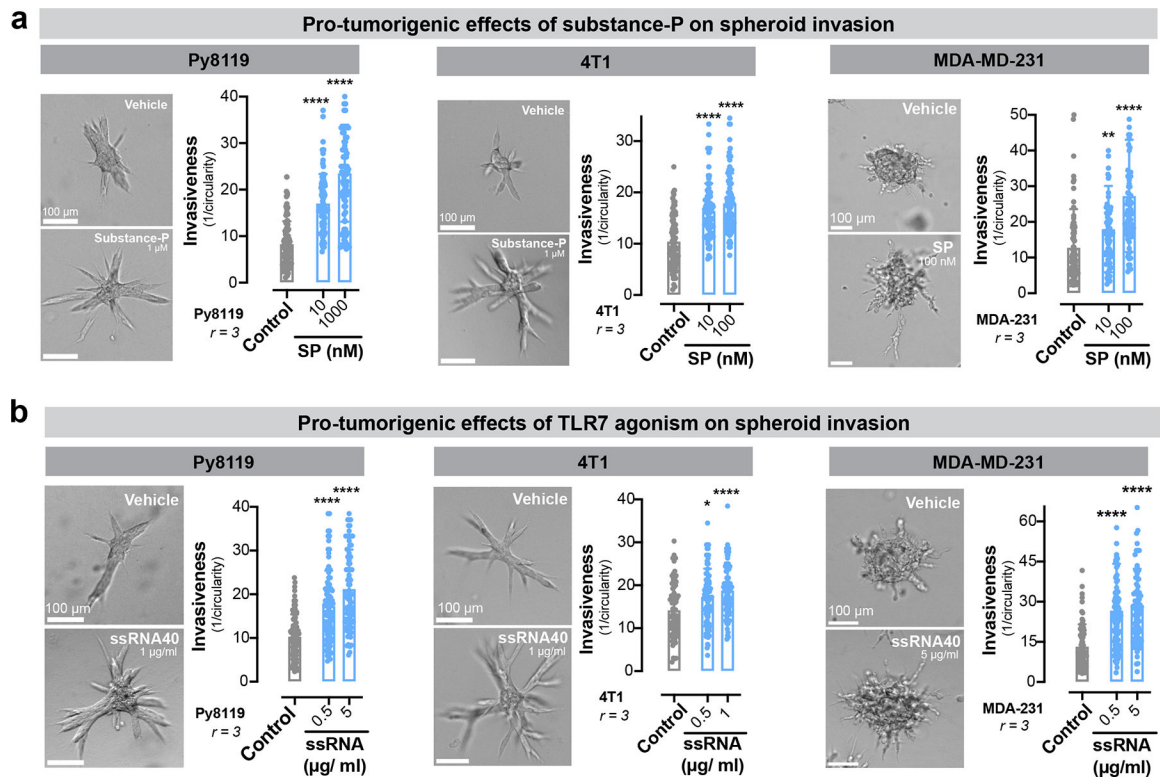 a
Pro-tumorigenic effects of substance-P on spheroid invasion
Py8119
Vehicle
100 µm
Substance-P
1 µM
Invasiveness
(1/circularity)
40
30
20
10
0
****
****
Py8119
r = 3
Control
10
1000
SP (nM)
4T1
Vehicle
100 µm
Substance-P
1 µM
Invasiveness
(1/circularity)
30
20
10
0
****
****
4T1
r = 3
Control
10
100
SP (nM)
MDA-MD-231
Vehicle
100 µm
SP
100 nM
Invasiveness
(1/circularity)
50
40
30
20
10
0
**
****
MDA-231
r = 3
Control
10
100
SP (nM)
b
Pro-tumorigenic effects of TLR7 agonism on spheroid invasion
Py8119
Vehicle
100 µm
ssRNA40
1 µg/ml
Invasiveness
(1/circularity)
40
30
20
10
0
****
****
Py8119
r = 3
Control
0.5
5
ssRNA
(µg/ ml)
4T1
Vehicle
100 µm
ssRNA40
1 µg/ml
Invasiveness
(1/circularity)
40
30
20
10
0
*
****
4T1
r = 3
Control
0.5
1
ssRNA
(µg/ ml)
MDA-MD-231
Vehicle
100 µm
ssRNA40
5 µg/ml
Invasiveness
(1/circularity)
60
45
30
15
0
****
****
MDA-231
r = 3
Control
0.5
5
ssRNA
(µg/ml)